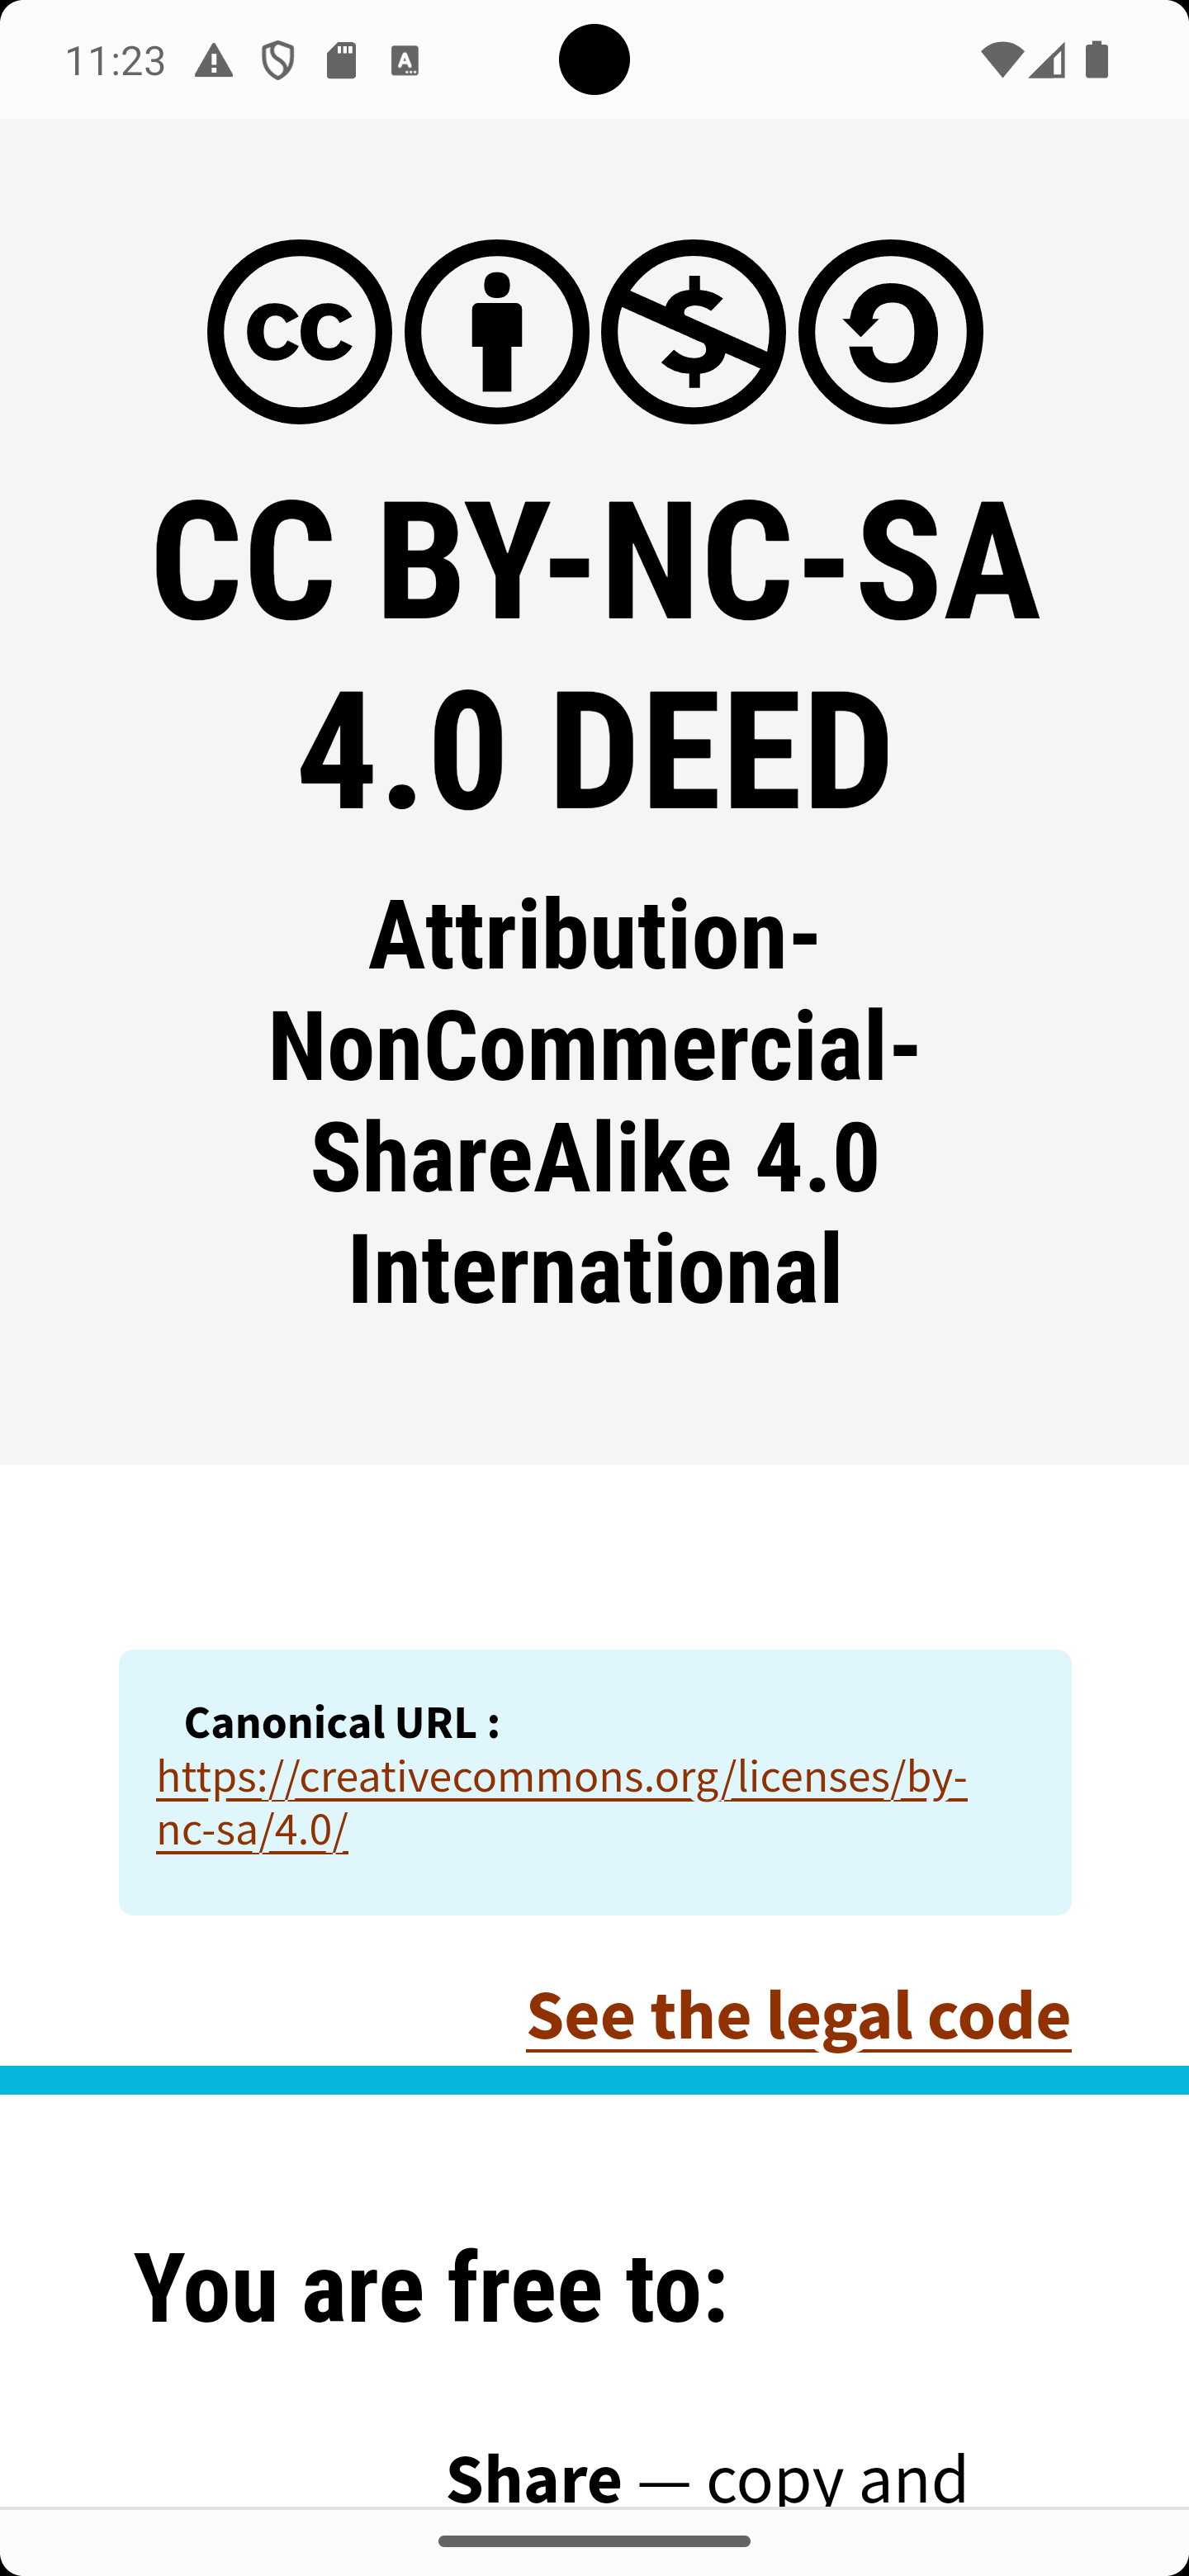 11:23
CC BY-NC-SA
4.0 DEED
Attribution-
NonCommercial-
ShareAlike 4.0
International
Canonical URL :
https://creativecommons.org/licenses/by-
nc-sa/4.0/
See the legal code
You are free to:
Share — copy and